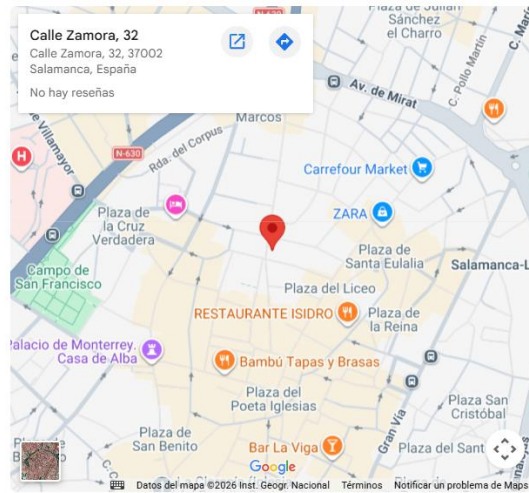 Calle Zamora, 32
Calle Zamora, 32, 37002
Salamanca, España
No hay reseñas
Sánchez
el Charro
C. Pollo Martín
Av. de Mirat
Marcos
Villamayor
N-630
Rda. del Corpus
H
Carrefour Market
ZARA
Plaza de
la Cruz
Verdadera
Plaza de
Santa Eulalia
Salamanca-L
Campo de
San Francisco
Plaza del Liceo
RESTAURANTE ISIDRO
Plaza de
la Reina
Palacio de Monterrey.
Casa de Alba
Bambú Tapas y Brasas
Plaza del
Poeta Iglesias
Plaza San
Cristóbal
Gran Vía
Plaza de
San Benito
Bar La Viga
Plaza del Sant
Google
Datos del mapa ©2026 Inst. Geogr. Nacional
Términos
Notificar un problema de Maps